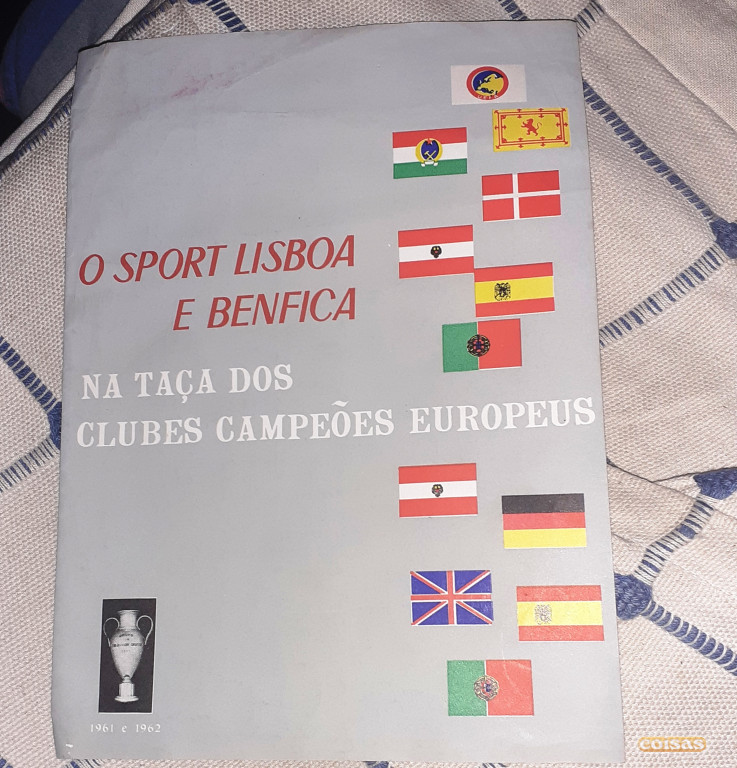 O SPORT LISBOA
E BENFICA
NA TAÇA DOS
CLUBES CAMPEÕES EUROPEUS
1961 e 1962
coisas